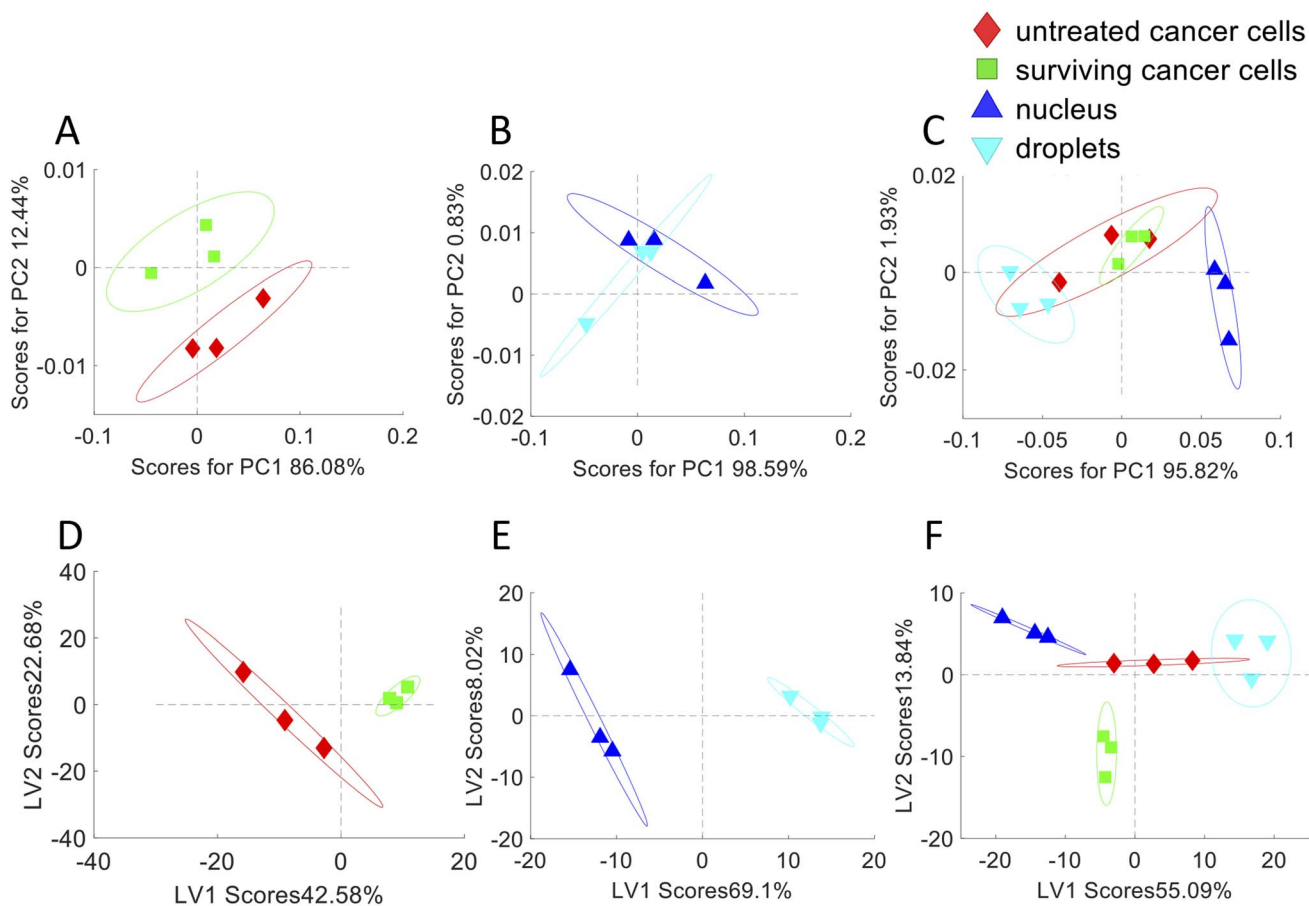 untreated cancer cells
surviving cancer cells
nucleus
droplets
A
0.01
0
-0.01
-0.1
0
0.1
0.2
Scores for PC2 12.44%
Scores for PC1 86.08%
B
0.02
0.01
0
-0.01
-0.02
-0.1
0
0.1
0.2
Scores for PC2 0.83%
Scores for PC1 98.59%
C
0.02
0
-0.02
-0.1
-0.05
0
0.05
0.1
Scores for PC2 1.93%
Scores for PC1 95.82%
D
40
20
0
-20
-40
-40
-20
0
20
LV2 Scores22.68%
LV1 Scores42.58%
E
20
10
0
-10
-20
-20
-10
0
10
20
LV2 Scores8.02%
LV1 Scores69.1%
F
10
0
-10
-20
-20
-10
0
10
20
LV2 Scores13.84%
LV1 Scores55.09%